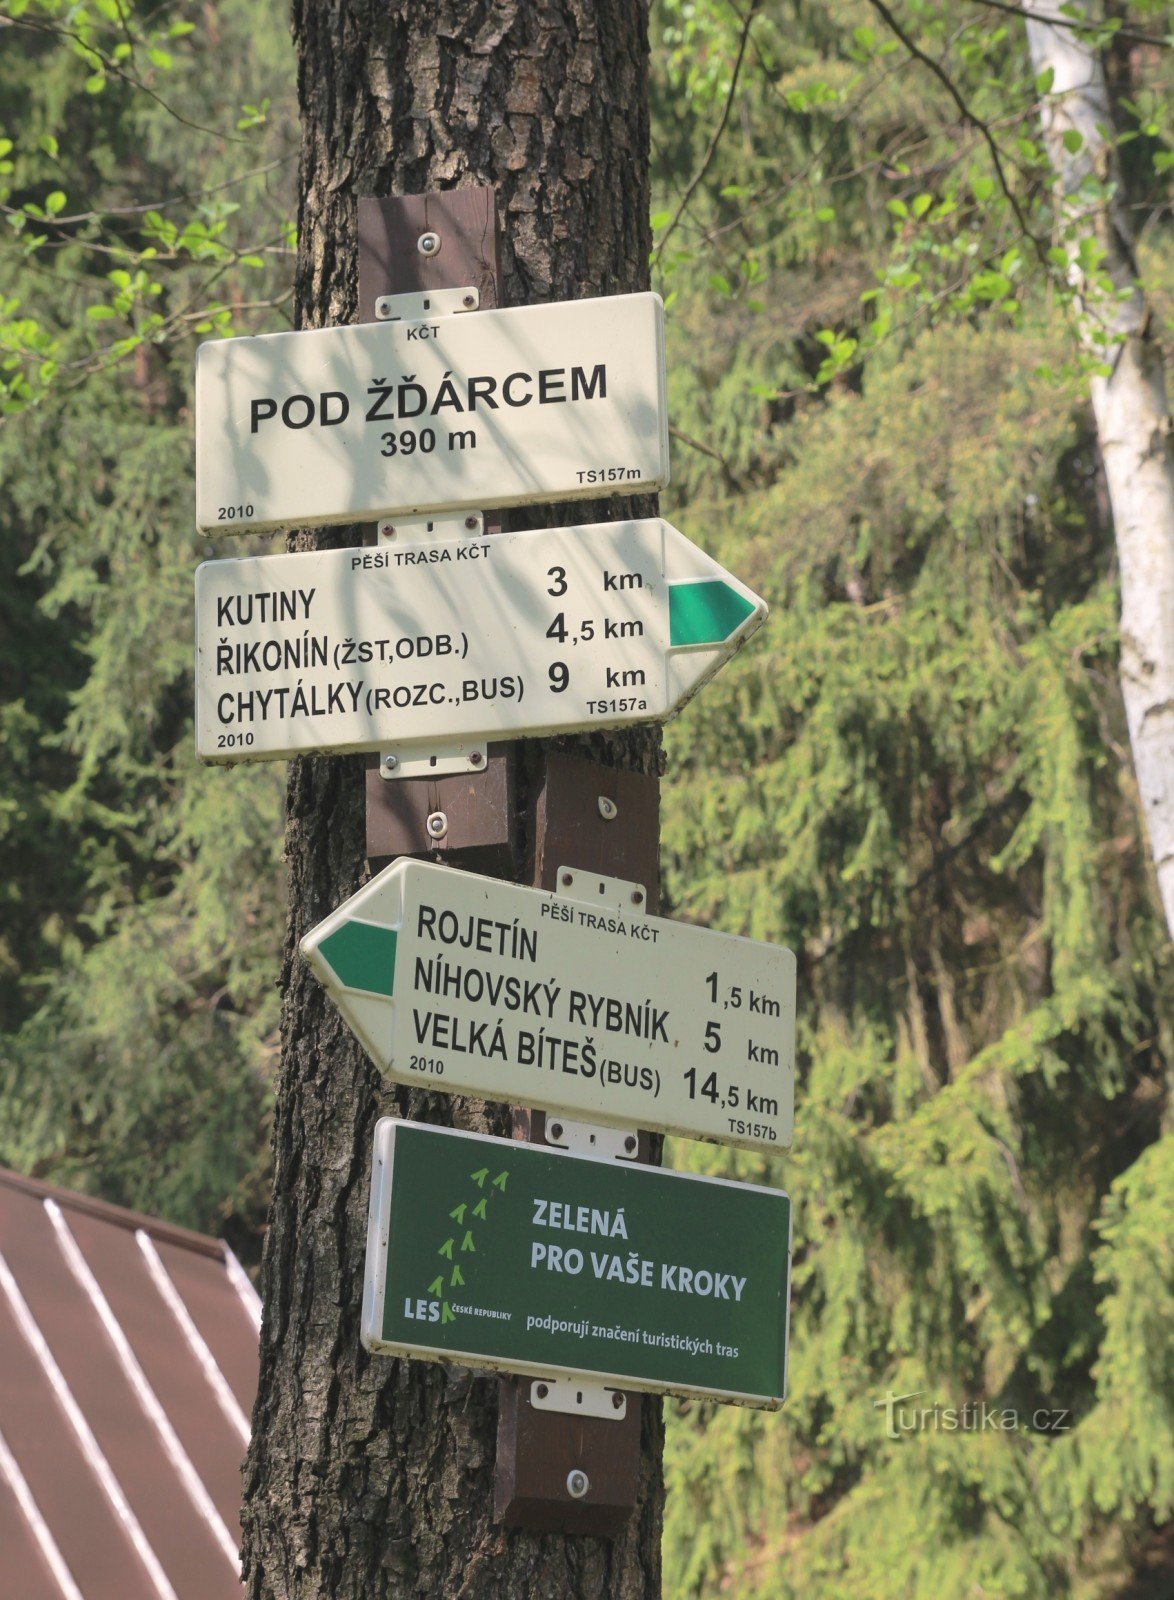 KČT
POD ŽĎÁRCEM
390 m
2010 TS157m
PĚŠÍ TRASA KČT
KUTINY 3 km
ŘIKONÍN (ŽST,ODB.) 4,5 km
CHYTÁLKY (ROZC.,BUS) 9 km
2010 TS157a
PĚŠÍ TRASA KČT
ROJETÍN 1,5 km
NÍHOVSKÝ RYBNÍK 5 km
VELKÁ BÍTEŠ (BUS) 14,5 km
2010 TS157b
ZELENÁ
PRO VAŠE KROKY
LESY ČESKÉ REPUBLIKY podporují značení turistických tras
Turistika.cz